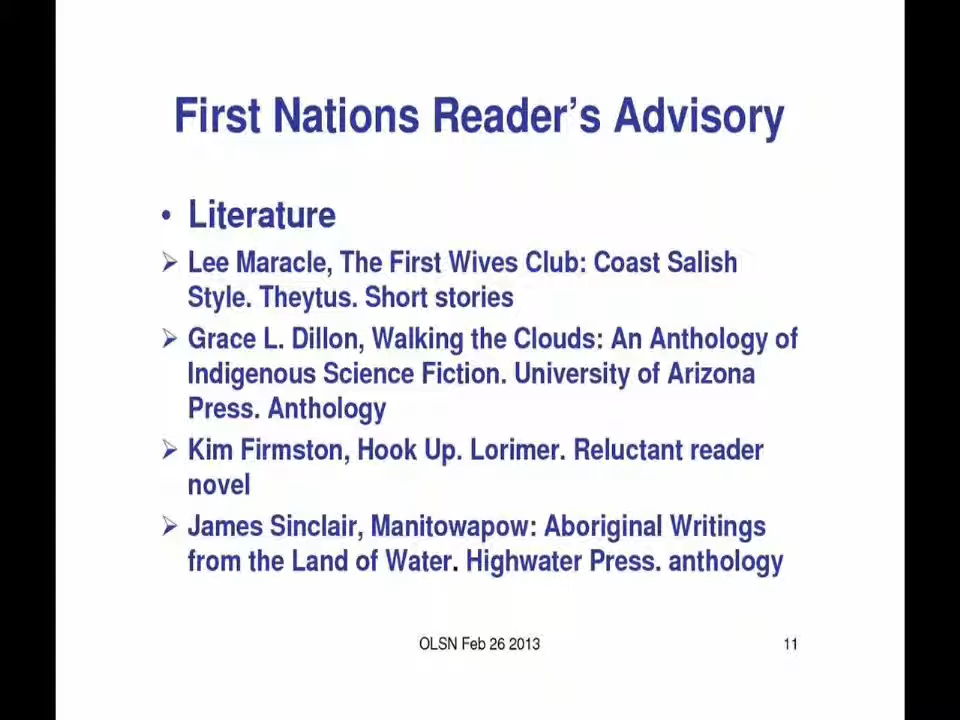 First Nations Reader's Advisory
• Literature
➢ Lee Maracle, The First Wives Club: Coast Salish
Style. Theytus. Short stories
➢ Grace L. Dillon, Walking the Clouds: An Anthology of
Indigenous Science Fiction. University of Arizona
Press. Anthology
➢ Kim Firmston, Hook Up. Lorimer. Reluctant reader
novel
➢ James Sinclair, Manitowapow: Aboriginal Writings
from the Land of Water. Highwater Press. anthology
OLSN Feb 26 2013
11